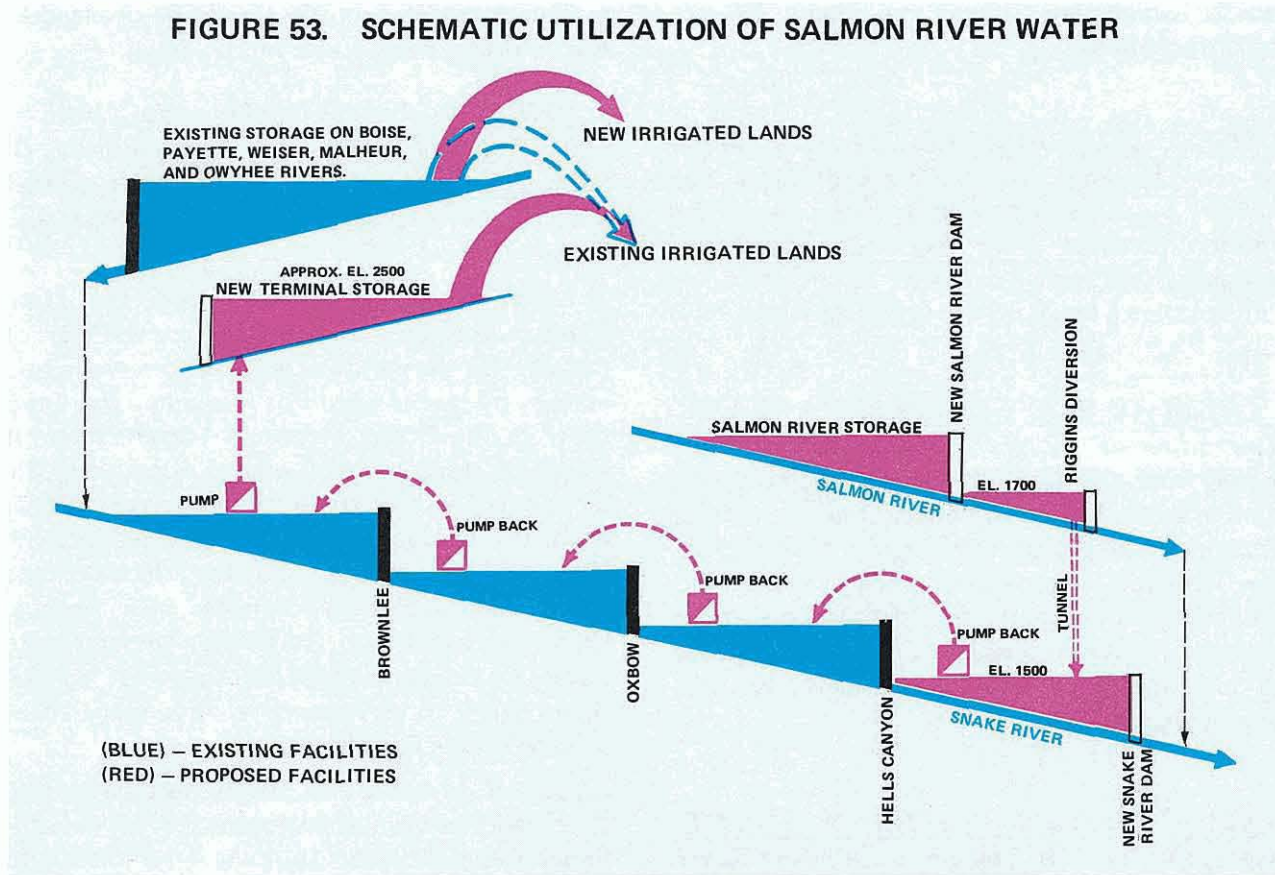 FIGURE 53. SCHEMATIC UTILIZATION OF SALMON RIVER WATER
EXISTING STORAGE ON BOISE,
PAYETTE, WEISER, MALHEUR,
AND OWYHEE RIVERS.
NEW IRRIGATED LANDS
EXISTING IRRIGATED LANDS
APPROX. EL. 2500
NEW TERMINAL STORAGE
NEW SALMON RIVER DAM
RIGGINS DIVERSION
SALMON RIVER STORAGE
EL. 1700
SALMON RIVER
PUMP
PUMP BACK
PUMP BACK
PUMP BACK
TUNNEL
EL. 1500
BROWNLEE
OXBOW
HELLS CANYON
SNAKE RIVER
NEW SNAKE
RIVER DAM
(BLUE) – EXISTING FACILITIES
(RED) – PROPOSED FACILITIES